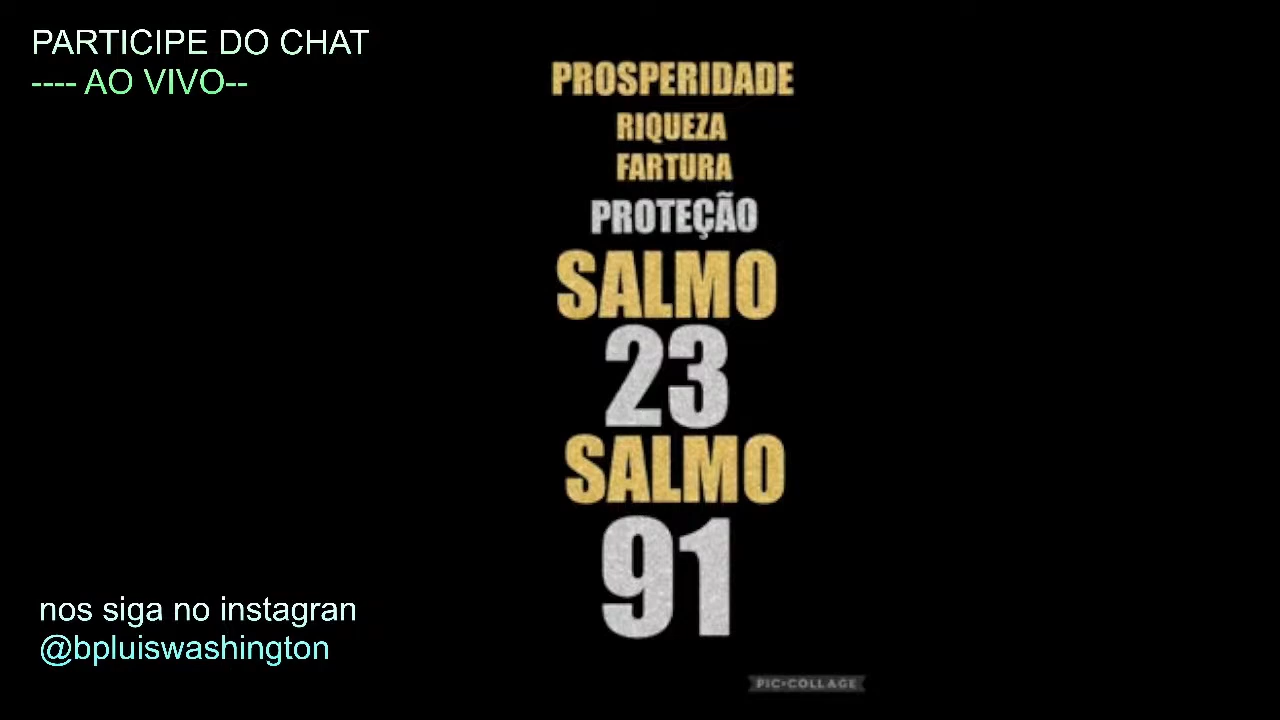 PARTICIPE DO CHAT
---- AO VIVO--
PROSPERIDADE
RIQUEZA
FARTURA
PROTEÇÃO
SALMO
23
SALMO
91
nos siga no instagran
@bpluiswashington
PIC•COLLAGE